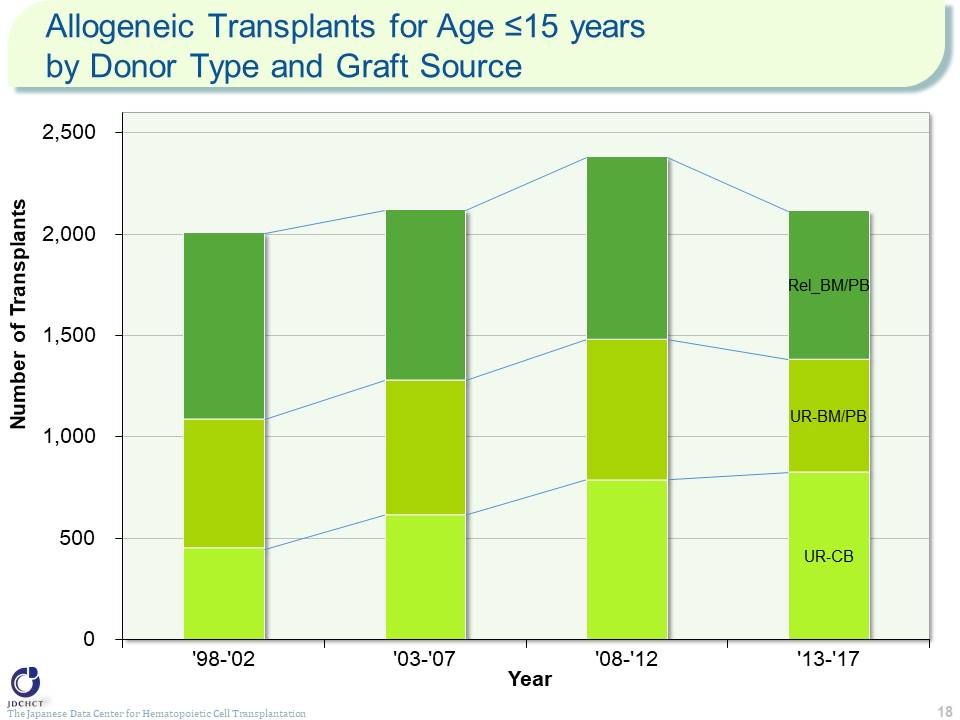 Allogeneic Transplants for Age ≤15 years
by Donor Type and Graft Source
Number of Transplants
2,500
2,000
1,500
1,000
500
0
Rel_BM/PB
UR-BM/PB
UR-CB
'98-'02 '03-'07 '08-'12 '13-'17
Year
JDCHCT
The Japanese Data Center for Hematopoietic Cell Transplantation
18